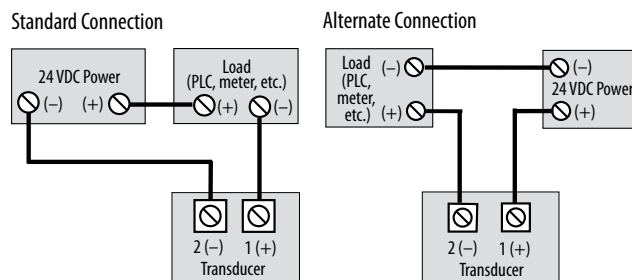 Standard Connection
24 VDC Power
(–) (+)
Load
(PLC, meter, etc.)
(+) (–)
2 (–) 1 (+)
Transducer
Alternate Connection
Load
(PLC,
meter,
etc.)
(–)
(+)
(–)
24 VDC Power
(+)
2 (–) 1 (+)
Transducer